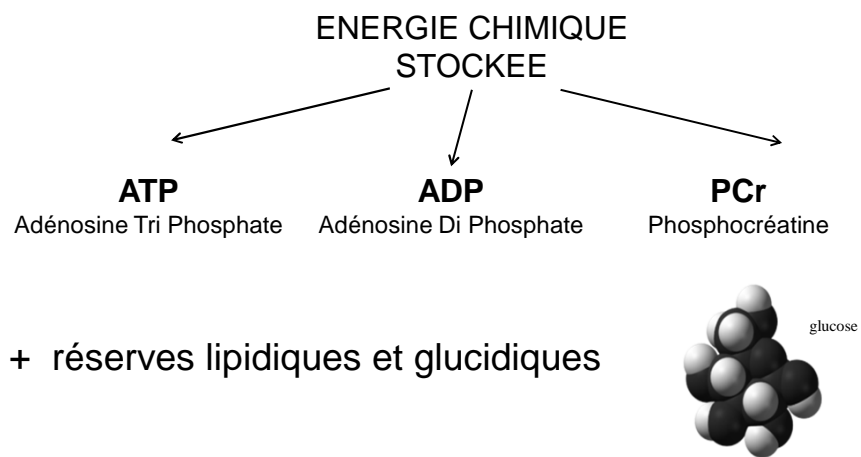 ENERGIE CHIMIQUE
STOCKEE
ATP
Adénosine Tri Phosphate
ADP
Adénosine Di Phosphate
PCr
Phosphocréatine
glucose
+ réserves lipidiques et glucidiques